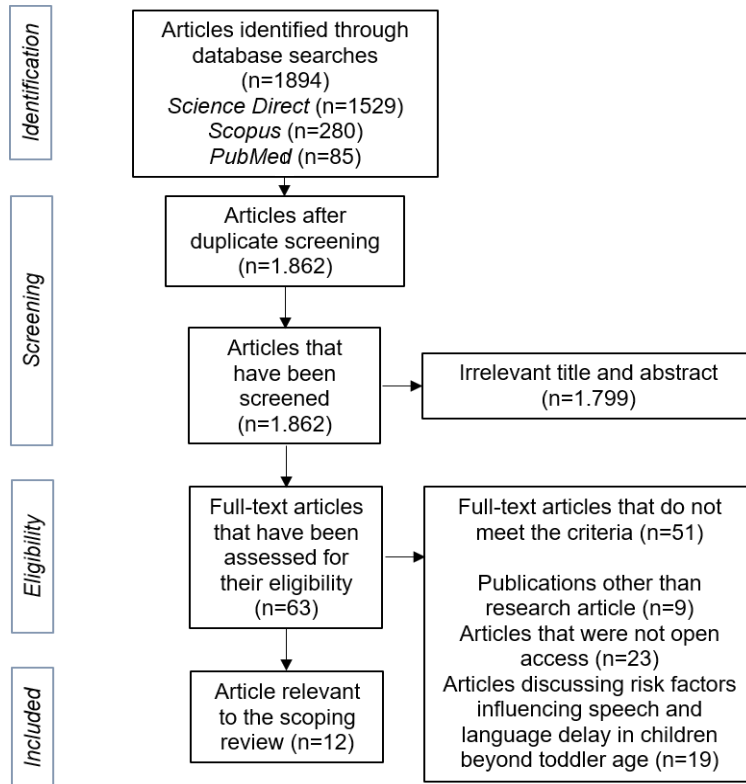 Identification
Articles identified through
database searches
(n=1894)
Science Direct (n=1529)
Scopus (n=280)
PubMed (n=85)
Screening
Articles after
duplicate screening
(n=1.862)
Articles that
have been
screened
(n=1.862)
Irrelevant title and abstract
(n=1.799)
Eligibility
Full-text articles
that have been
assessed for
their eligibility
(n=63)
Full-text articles that do not
meet the criteria (n=51)
Publications other than
research article (n=9)
Articles that were not open
access (n=23)
Articles discussing risk factors
influencing speech and
language delay in children
beyond toddler age (n=19)
Included
Article relevant
to the scoping
review (n=12)